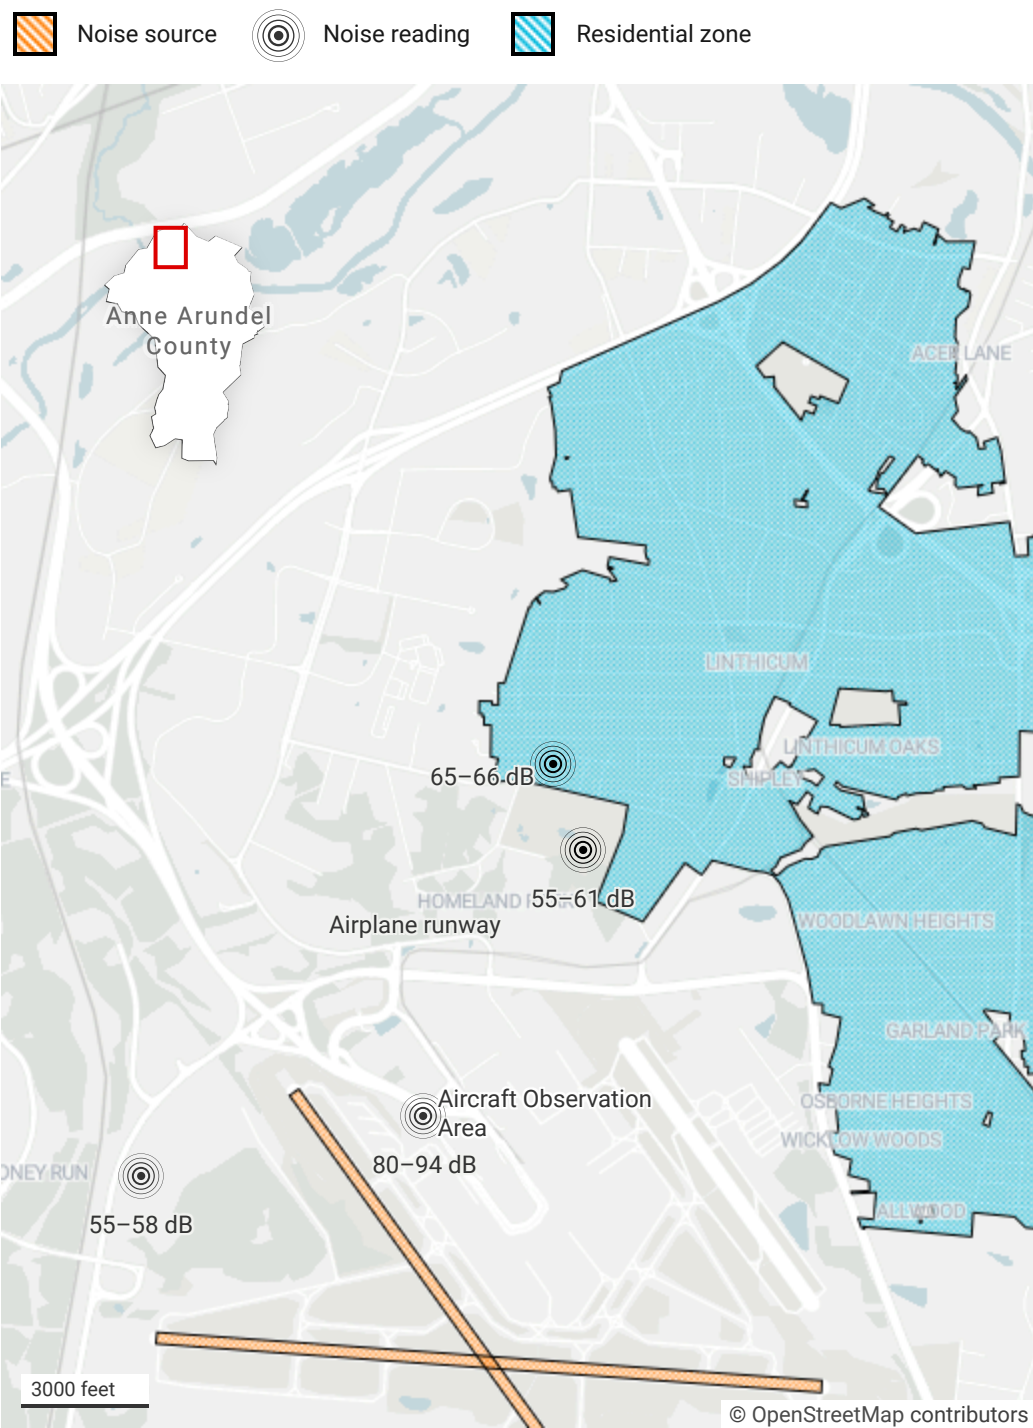 Noise source
Noise reading
Residential zone
Anne Arundel
County
ACER LANE
LINTHICUM
LINTHICUM OAKS
SHIPLEY
E
65–66 dB
55–61 dB
HOMELAND PARK
Airplane runway
WOODLAWN HEIGHTS
GARLAND PARK
Aircraft Observation
Area
80–94 dB
OSBORNE HEIGHTS
WICKLOW WOODS
ONEY RUN
55–58 dB
ALLWOOD
3000 feet
© OpenStreetMap contributors